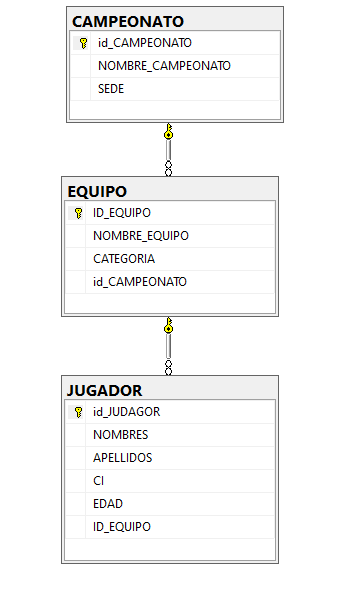 CAMPEONATO
id_CAMPEONATO
NOMBRE_CAMPEONATO
SEDE
EQUIPO
ID_EQUIPO
NOMBRE_EQUIPO
CATEGORIA
id_CAMPEONATO
JUGADOR
id_JUDAGOR
NOMBRES
APELLIDOS
CI
EDAD
ID_EQUIPO